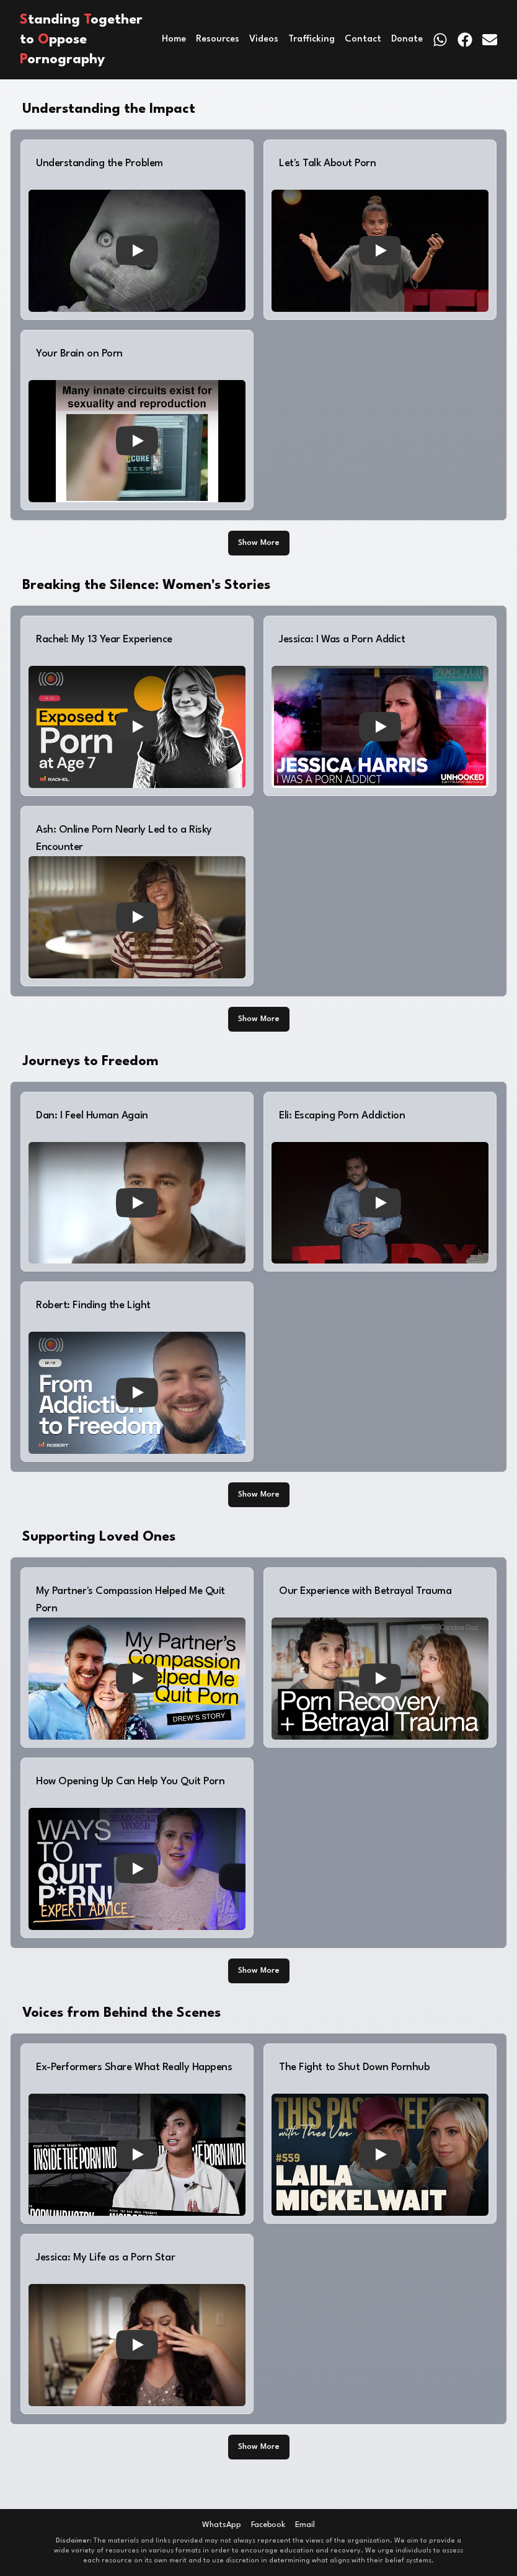 Standing Together
to Oppose
Pornography
Home Resources Videos Trafficking Contact Donate
Understanding the Impact
Understanding the Problem
Let's Talk About Porn
Your Brain on Porn
Many innate circuits exist for
sexuality and reproduction
Show More
Breaking the Silence: Women's Stories
Rachel: My 13 Year Experience
Exposed to
Porn
at Age 7
RACHEL
Jessica: I Was a Porn Addict
700 CLUB
JESSICA HARRIS
I WAS A PORN ADDICT
UNHOOKED
Ash: Online Porn Nearly Led to a Risky
Encounter
Show More
Journeys to Freedom
Dan: I Feel Human Again
Eli: Escaping Porn Addiction
Robert: Finding the Light
From
Addiction
to Freedom
ROBERT
Show More
Supporting Loved Ones
My Partner's Compassion Helped Me Quit
Porn
My Partner's
Compassion
Helped Me
Quit Porn
DREW'S STORY
Our Experience with Betrayal Trauma
Porn Recovery
+ Betrayal Trauma
How Opening Up Can Help You Quit Porn
WAYS
TO
QUIT
P*RN!
EXPERT ADVICE
Show More
Voices from Behind the Scenes
Ex-Performers Share What Really Happens
INSIDE THE PORN IND
The Fight to Shut Down Pornhub
THIS PAST WEEKEND
with Theo Von
#559
LAILA
MICKELWAIT
Jessica: My Life as a Porn Star
Show More
WhatsApp Facebook Email
Disclaimer: The materials and links provided may not always represent the views of the organization. We aim to provide a
wide variety of resources in various formats in order to encourage education and recovery. We urge individuals to assess
each resource on its own merit and to use discretion in determining what aligns with their belief systems.